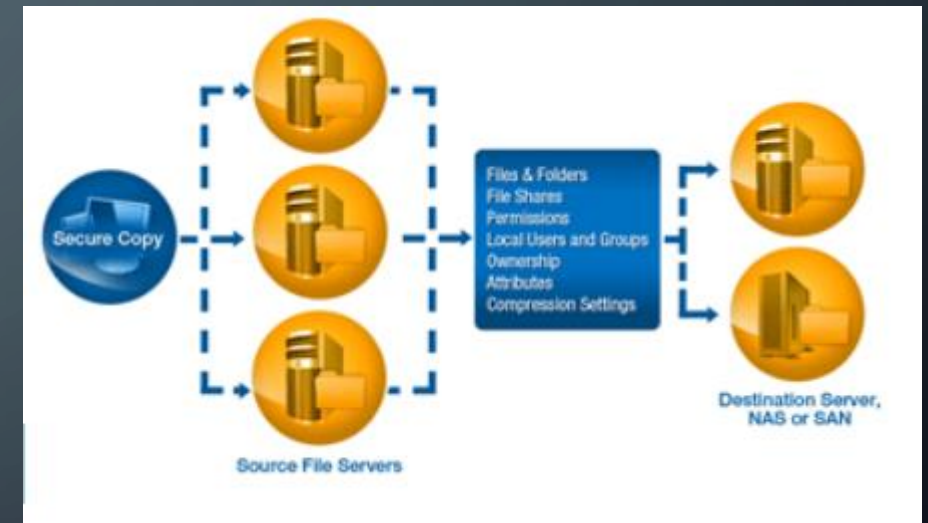 Secure Copy
Source File Servers
Files & Folders
File Shares
Permissions
Local Users and Groups
Ownership
Attributes
Compression Settings
Destination Server,
NAS or SAN